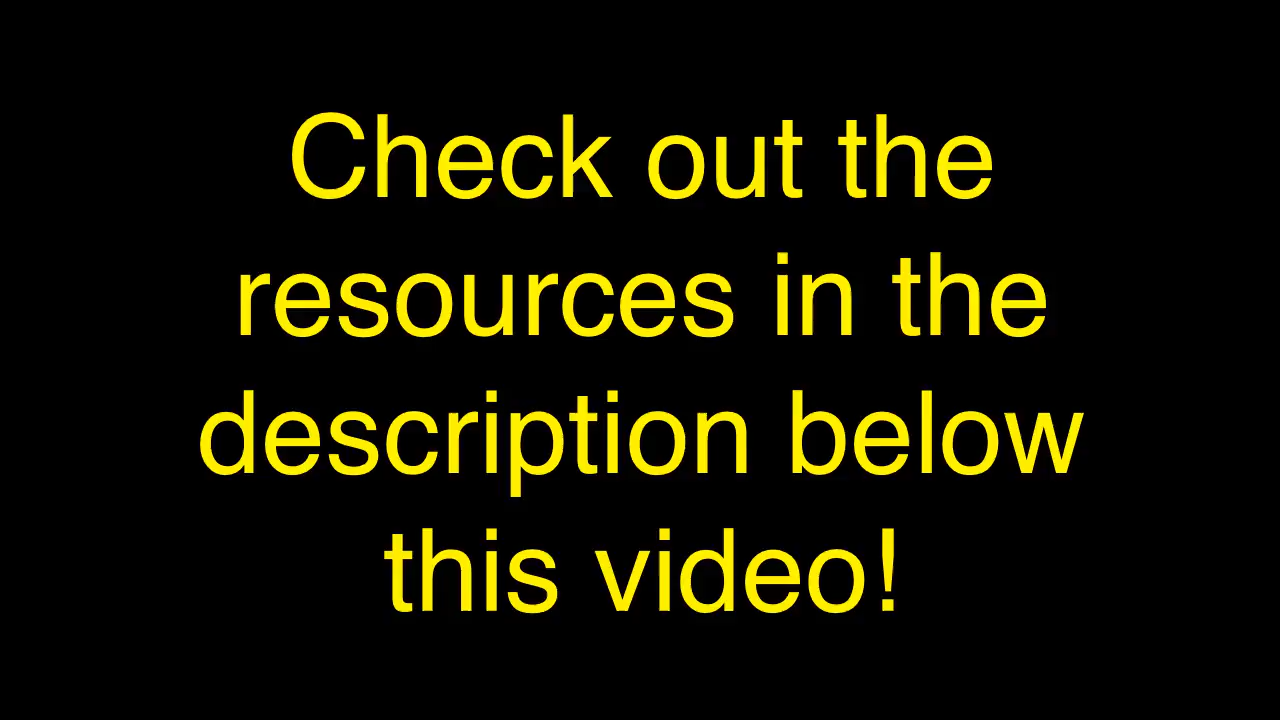 Check out the
resources in the
description below
this video!